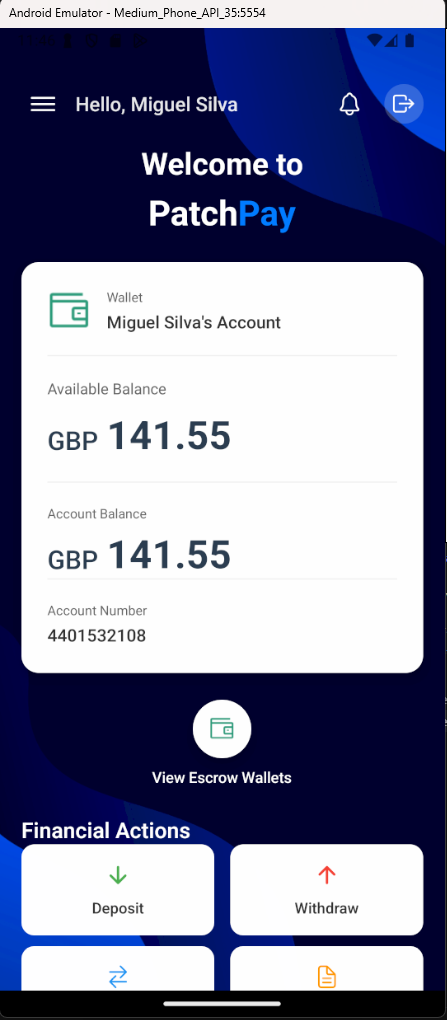 Android Emulator - Medium_Phone_API_35:5554
Hello, Miguel Silva
Welcome to
PatchPay
Wallet
Miguel Silva's Account
Available Balance
GBP 141.55
Account Balance
GBP 141.55
Account Number
4401532108
View Escrow Wallets
Financial Actions
Deposit
Withdraw